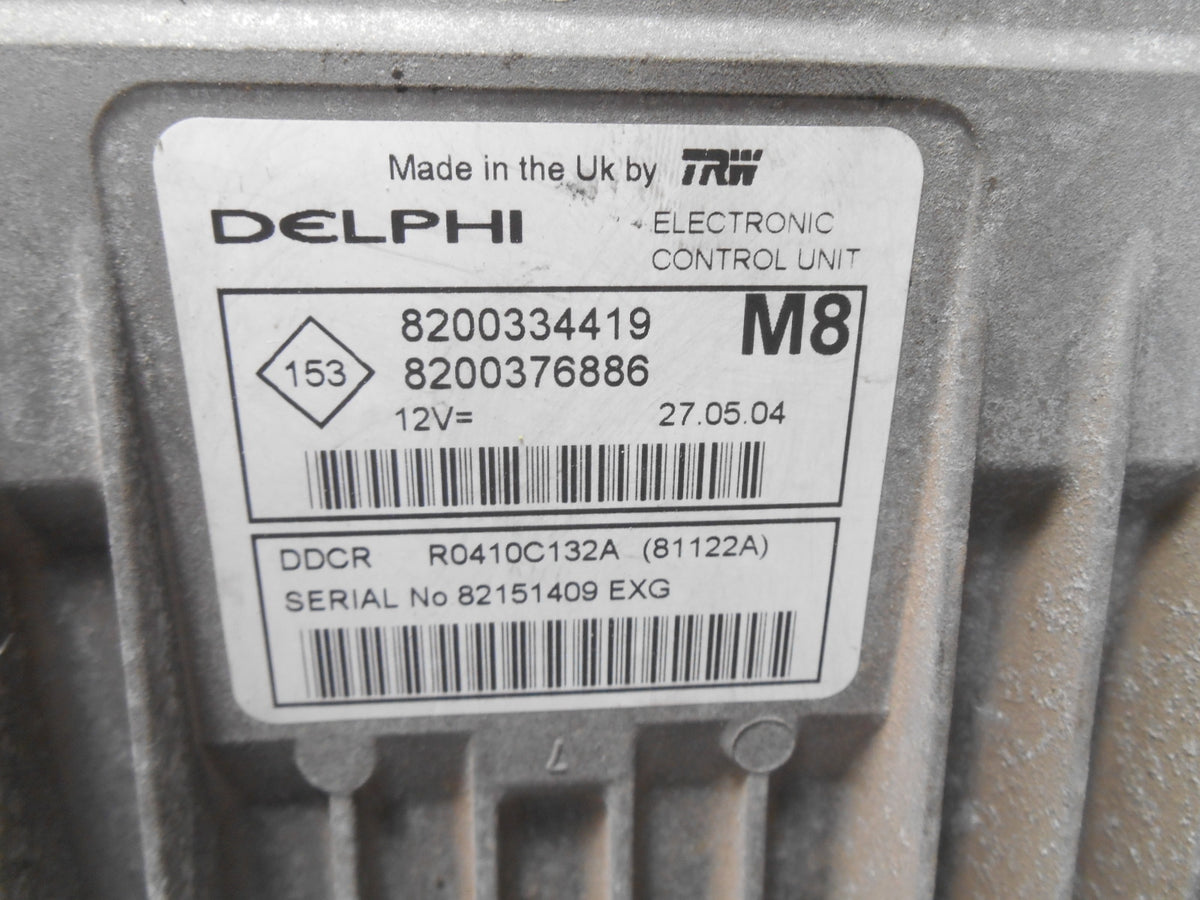 Made in the Uk by TRW
DELPHI
ELECTRONIC
CONTROL UNIT
M8
153
8200334419
8200376886
12V=
27.05.04
DDCR R0410C132A (81122A)
SERIAL No 82151409 EXG